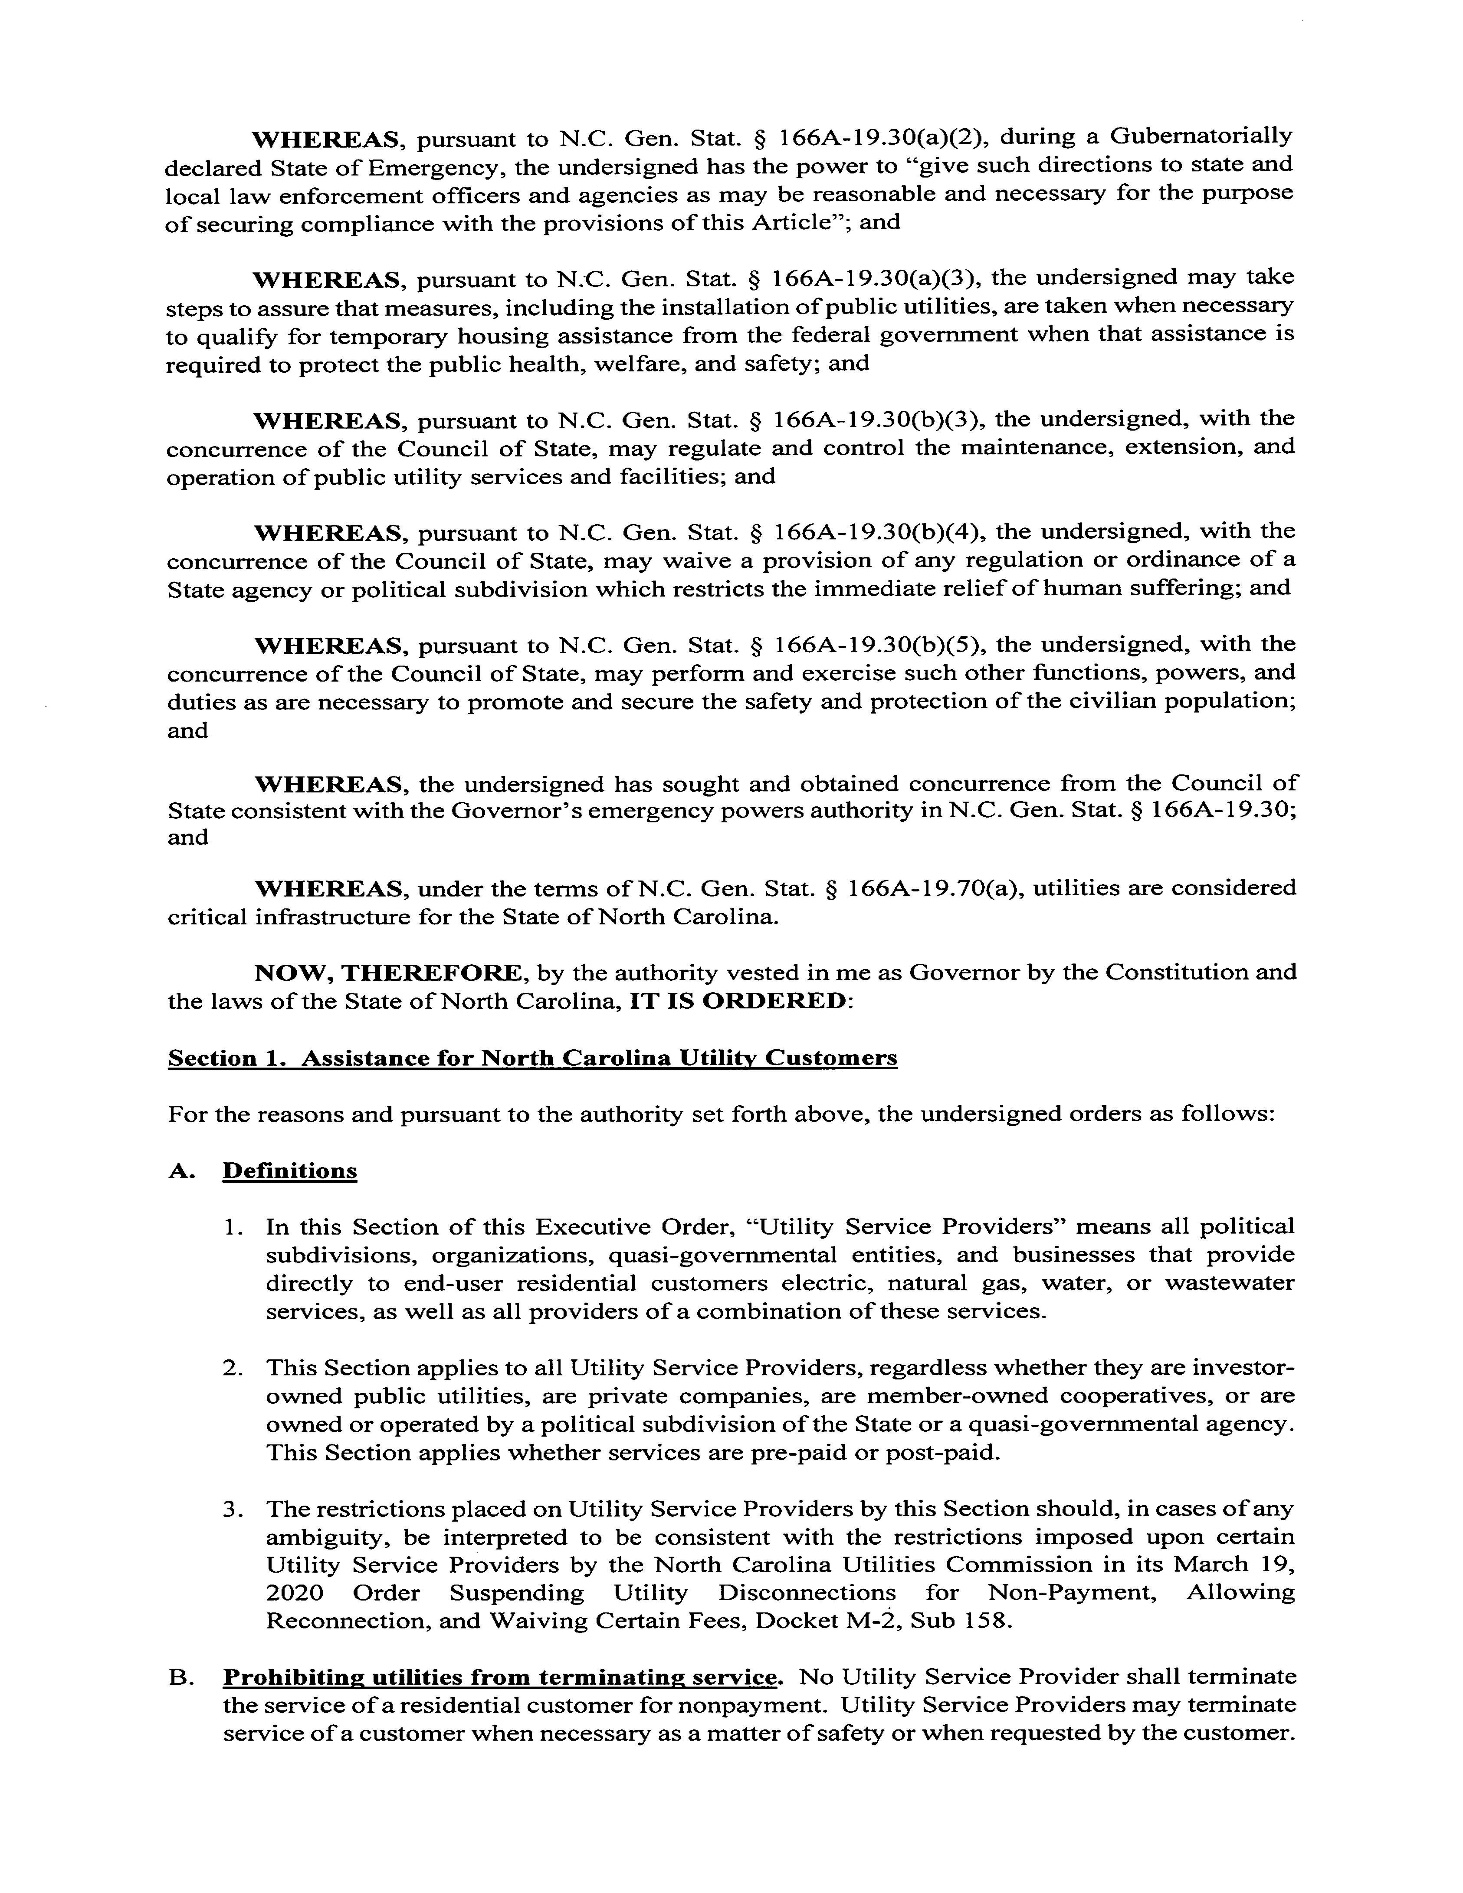 WHEREAS, pursuant to N.C. Gen. Stat. § 166A-19.30(a)(2), during a Gubernatorially
declared State of Emergency, the undersigned has the power to “give such directions to state and
local law enforcement officers and agencies as may be reasonable and necessary for the purpose
of securing compliance with the provisions of this Article”; and
WHEREAS, pursuant to N.C. Gen. Stat. § 166A-19.30(a)(3), the undersigned may take
steps to assure that measures, including the installation of public utilities, are taken when necessary
to qualify for temporary housing assistance from the federal government when that assistance is
required to protect the public health, welfare, and safety; and
WHEREAS, pursuant to N.C. Gen. Stat. § 166A-19.30(b)(3), the undersigned, with the
concurrence of the Council of State, may regulate and control the maintenance, extension, and
operation of public utility services and facilities; and
WHEREAS, pursuant to N.C. Gen. Stat. § 166A-19.30(b)(4), the undersigned, with the
concurrence of the Council of State, may waive a provision of any regulation or ordinance of a
State agency or political subdivision which restricts the immediate relief of human suffering; and
WHEREAS, pursuant to N.C. Gen. Stat. § 166A-19.30(b)(5), the undersigned, with the
concurrence of the Council of State, may perform and exercise such other functions, powers, and
duties as are necessary to promote and secure the safety and protection of the civilian population;
and
WHEREAS, the undersigned has sought and obtained concurrence from the Council of
State consistent with the Governor’s emergency powers authority in N.C. Gen. Stat. § 166A-19.30;
and
WHEREAS, under the terms of N.C. Gen. Stat. § 166A-19.70(a), utilities are considered
critical infrastructure for the State of North Carolina.
NOW, THEREFORE, by the authority vested in me as Governor by the Constitution and
the laws of the State of North Carolina, IT IS ORDERED:
Section 1. Assistance for North Carolina Utility Customers
For the reasons and pursuant to the authority set forth above, the undersigned orders as follows:
A. Definitions
1. In this Section of this Executive Order, “Utility Service Providers” means all political
subdivisions, organizations, quasi-governmental entities, and businesses that provide
directly to end-user residential customers electric, natural gas, water, or wastewater
services, as well as all providers of a combination of these services.
2. This Section applies to all Utility Service Providers, regardless whether they are investor-
owned public utilities, are private companies, are member-owned cooperatives, or are
owned or operated by a political subdivision of the State or a quasi-governmental agency.
This Section applies whether services are pre-paid or post-paid.
3. The restrictions placed on Utility Service Providers by this Section should, in cases of any
ambiguity, be interpreted to be consistent with the restrictions imposed upon certain
Utility Service Providers by the North Carolina Utilities Commission in its March 19,
2020 Order Suspending Utility Disconnections for Non-Payment, Allowing
Reconnection, and Waiving Certain Fees, Docket M-2, Sub 158.
B. Prohibiting utilities from terminating service. No Utility Service Provider shall terminate
the service of a residential customer for nonpayment. Utility Service Providers may terminate
service of a customer when necessary as a matter of safety or when requested by the customer.